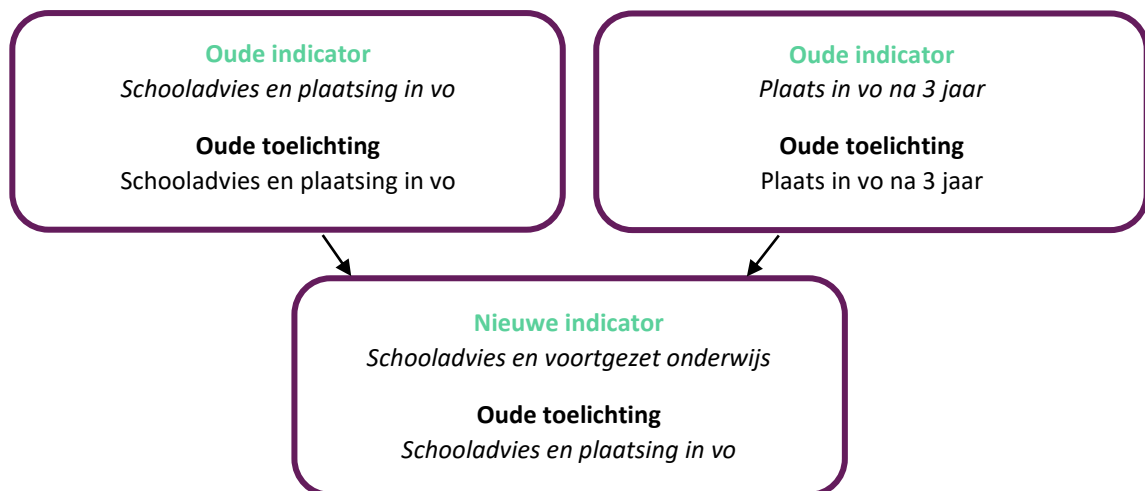 Oude indicator
Schooladvies en plaatsing in vo
Oude toelichting
Schooladvies en plaatsing in vo
Oude indicator
Plaats in vo na 3 jaar
Oude toelichting
Plaats in vo na 3 jaar
Nieuwe indicator
Schooladvies en voortgezet onderwijs
Oude toelichting
Schooladvies en plaatsing in vo